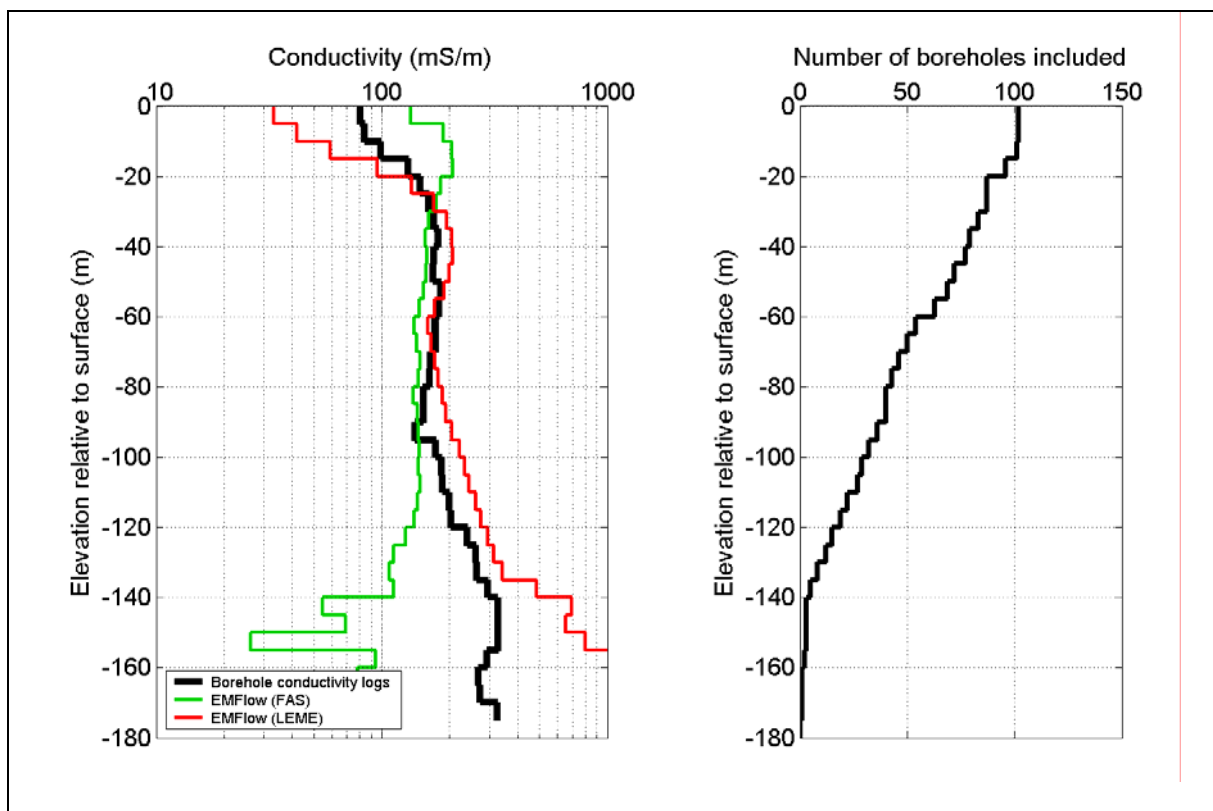 Conductivity (mS/m)
10 100 1000
0
-20
-40
-60
-80
-100
-120
-140
-160
-180
Elevation relative to surface (m)
Borehole conductivity logs
EMFlow (FAS)
EMFlow (LEME)
Number of boreholes included
0 50 100 150
0
-20
-40
-60
-80
-100
-120
-140
-160
-180
Elevation relative to surface (m)